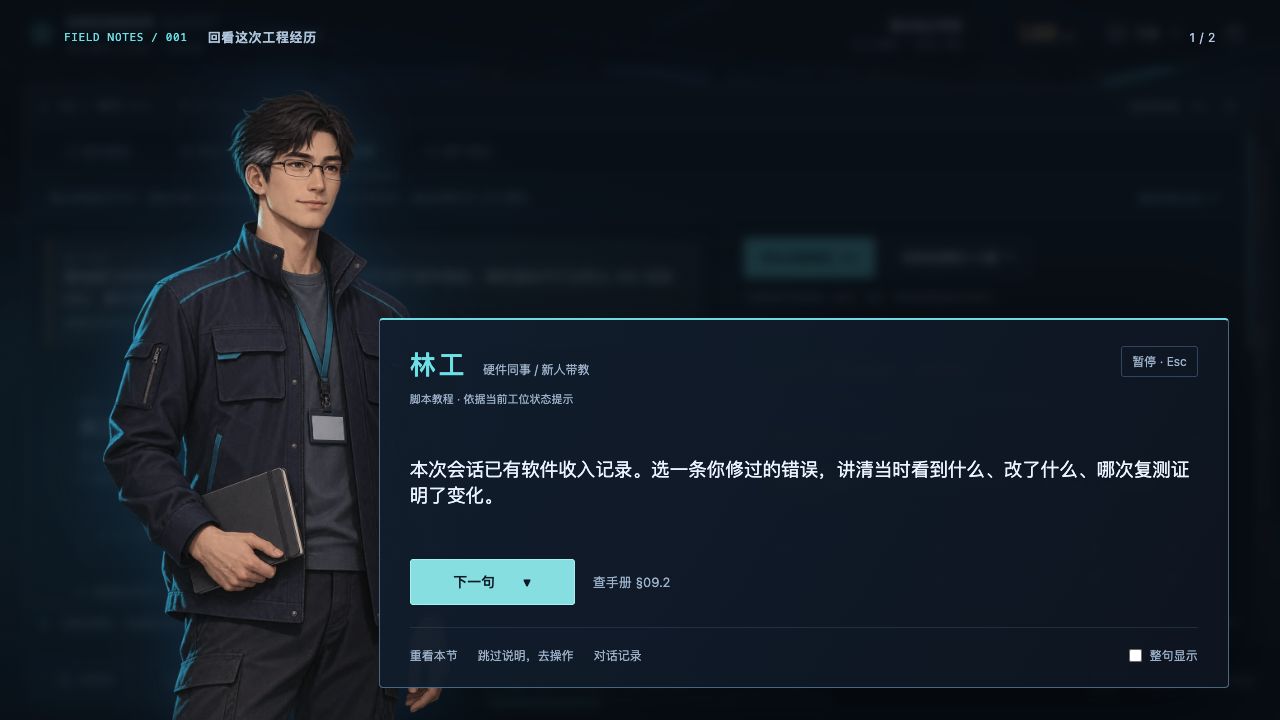 FIELD NOTES / 001 回看这次工程经历
1 / 2
林工 硬件同事 / 新人带教
暂停 · Esc
脚本教程 · 依据当前工位状态提示
本次会话已有软件收入记录。选一条你修过的错误，讲清当时看到什么、改了什么、哪次复测证
明了变化。
下一句 ▼
查手册 §09.2
重看本节 跳过说明，去操作 对话记录
整句显示